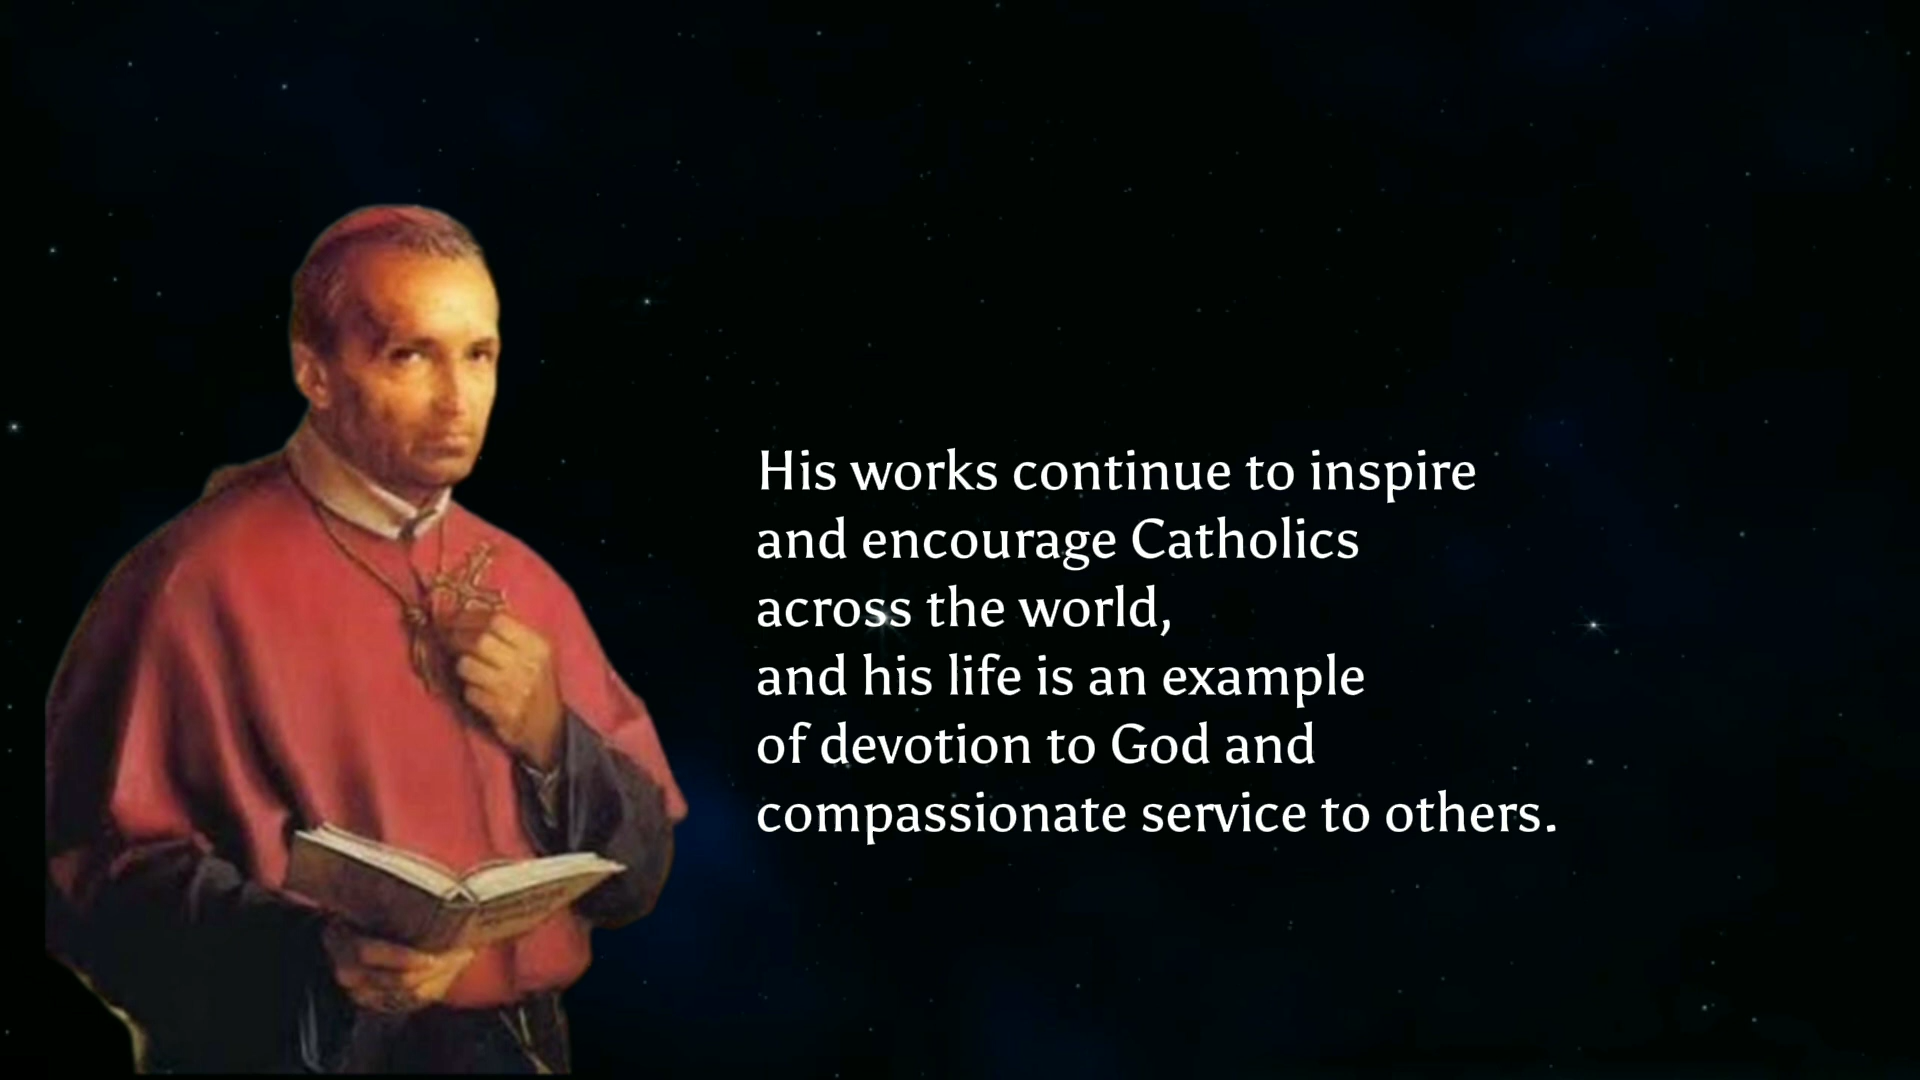 His works continue to inspire
and encourage Catholics
across the world,
and his life is an example
of devotion to God and
compassionate service to others.